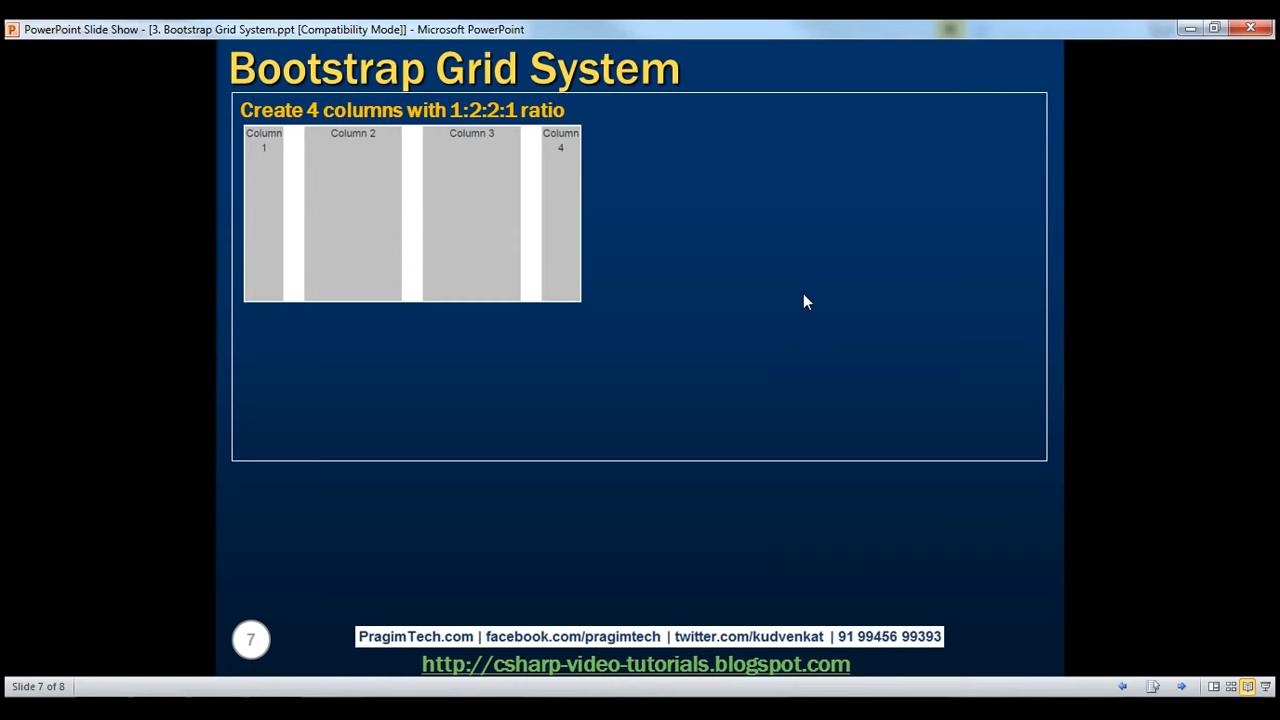 PowerPoint Slide Show - [3. Bootstrap Grid System.ppt [Compatibility Mode]] - Microsoft PowerPoint
Bootstrap Grid System
Create 4 columns with 1:2:2:1 ratio
Column 1
Column 2
Column 3
Column 4
7
PragimTech.com | facebook.com/pragimtech | twitter.com/kudvenkat | 91 99456 99393
http://csharp-video-tutorials.blogspot.com
Slide 7 of 8